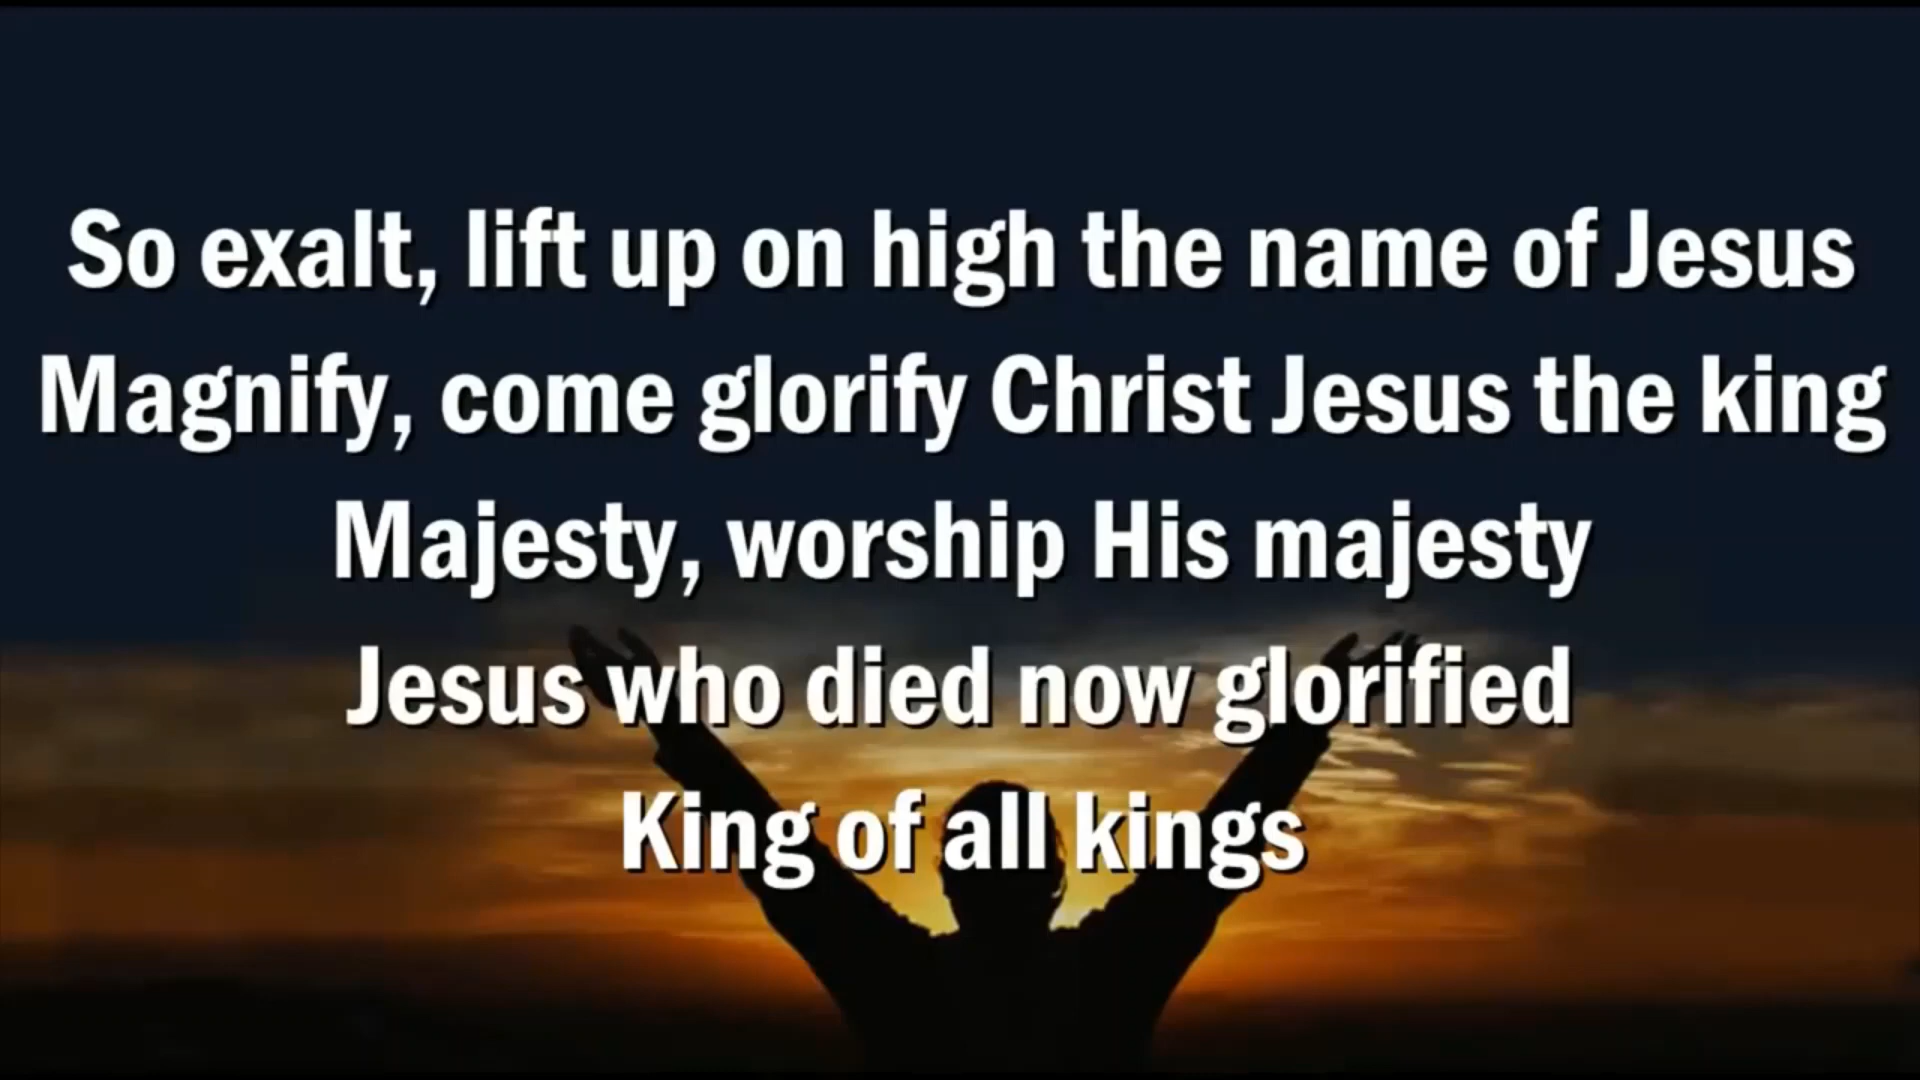 So exalt, lift up on high the name of Jesus
Magnify, come glorify Christ Jesus the king
Majesty, worship His majesty
Jesus who died now glorified
King of all kings